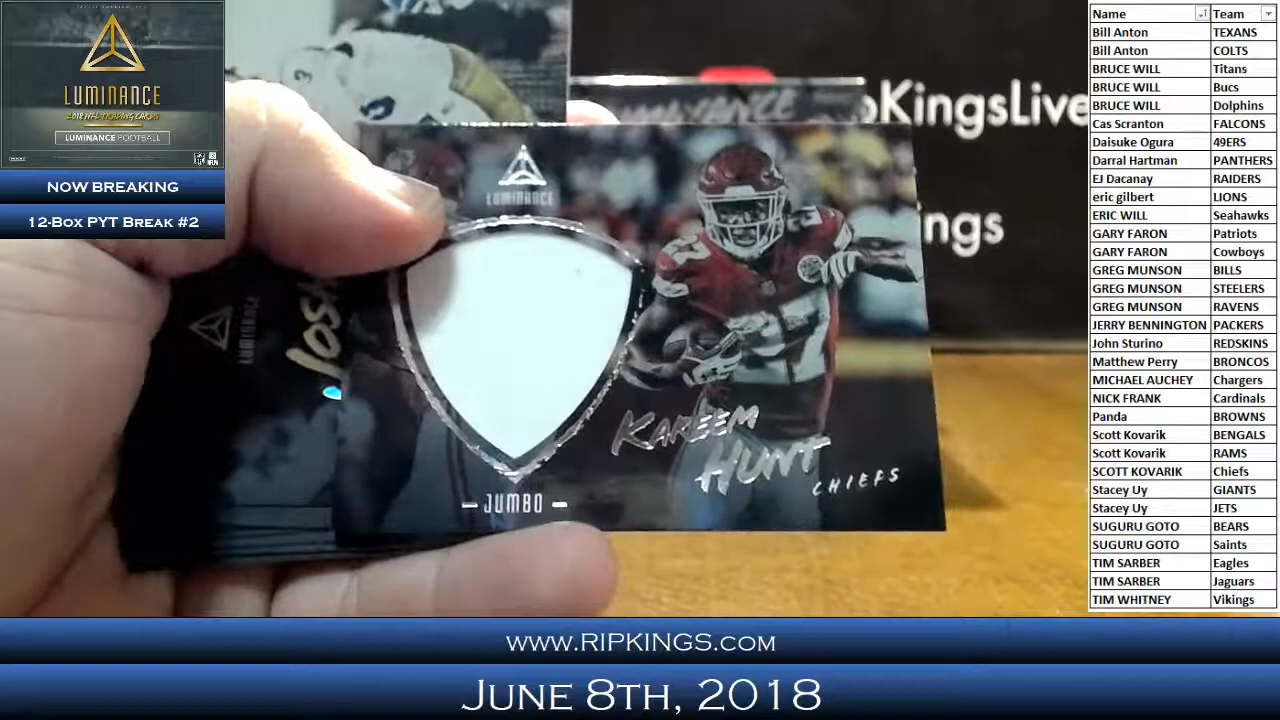 LUMINANCE
2018 NFL TRADING CARDS
LUMINANCE FOOTBALL
NOW BREAKING
12-Box PYT Break #2
LUMINANCE
LUMINANCE
JUMBO
KAREEM
HUNT
CHIEFS
27
27
LUMINANCE
pKingsLive
ngs
Name Team
Bill Anton TEXANS
Bill Anton COLTS
BRUCE WILL Titans
BRUCE WILL Bucs
BRUCE WILL Dolphins
Cas Scranton FALCONS
Daisuke Ogura 49ERS
Darral Hartman PANTHERS
EJ Dacanay RAIDERS
eric gilbert LIONS
ERIC WILL Seahawks
GARY FARON Patriots
GARY FARON Cowboys
GREG MUNSON BILLS
GREG MUNSON STEELERS
GREG MUNSON RAVENS
JERRY BENNINGTON PACKERS
John Sturino REDSKINS
Matthew Perry BRONCOS
MICHAEL AUCHEY Chargers
NICK FRANK Cardinals
Panda BROWNS
Scott Kovarik BENGALS
Scott Kovarik RAMS
SCOTT KOVARIK Chiefs
Stacey Uy GIANTS
Stacey Uy JETS
SUGURU GOTO BEARS
SUGURU GOTO Saints
TIM SARBER Eagles
TIM SARBER Jaguars
TIM WHITNEY Vikings
www.RIPKINGS.com
June 8th, 2018